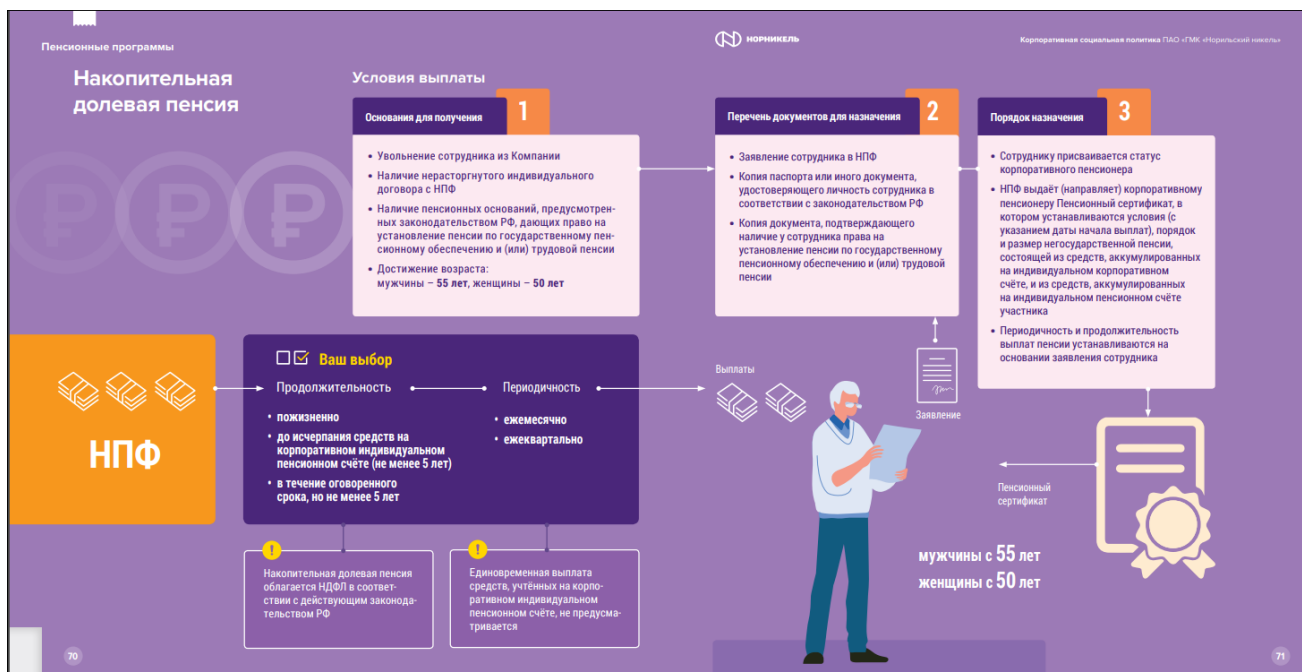 Пенсионные программы
НОРНИКЕЛЬ
Корпоративная социальная политика ПАО «ГМК «Норильский никель»
Накопительная
долевая пенсия
Условия выплаты
Основания для получения
1
• Увольнение сотрудника из Компании
• Наличие нерасторгнутого индивидуального
договора с НПФ
• Наличие пенсионных оснований, предусмотрен-
ных законодательством РФ, дающих право на
установление пенсии по государственному пен-
сионному обеспечению и (или) трудовой пенсии
• Достижение возраста:
мужчины – 55 лет, женщины – 50 лет
Перечень документов для назначения
2
• Заявление сотрудника в НПФ
• Копия паспорта или иного документа,
удостоверяющего личность сотрудника в
соответствии с законодательством РФ
• Копия документа, подтверждающего
наличие у сотрудника права на
установление пенсии по государственному
пенсионному обеспечению и (или) трудовой
пенсии
Порядок назначения
3
• Сотруднику присваивается статус
корпоративного пенсионера
• НПФ выдаёт (направляет) корпоративному
пенсионеру Пенсионный сертификат, в
котором устанавливаются условия (с
указанием даты начала выплат), порядок
и размер негосударственной пенсии,
состоящей из средств, аккумулированных
на индивидуальном корпоративном
счёте, и из средств, аккумулированных
на индивидуальном пенсионном счёте
участника
• Периодичность и продолжительность
выплат пенсии устанавливаются на
основании заявления сотрудника
НПФ
Ваш выбор
Продолжительность
• пожизненно
• до исчерпания средств на
корпоративном индивидуальном
пенсионном счёте (не менее 5 лет)
• в течение оговоренного
срока, но не менее 5 лет
Периодичность
• ежемесячно
• ежеквартально
Выплаты
Заявление
Пенсионный
сертификат
!
Накопительная долевая пенсия
облагается НДФЛ в соответ-
ствии с действующим законода-
тельством РФ
!
Единовременная выплата
средств, учтённых на корпо-
ративном индивидуальном
пенсионном счёте, не предусма-
тривается
мужчины с 55 лет
женщины с 50 лет
70
71